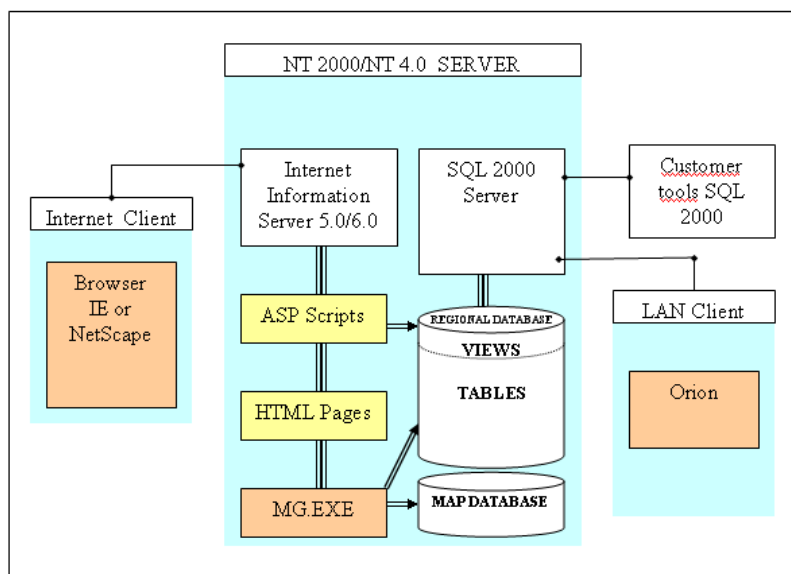 NT 2000/NT 4.0 SERVER
Internet
Information
Server 5.0/6.0
SQL 2000
Server
Customer
tools SQL
2000
Internet Client
Browser
IE or
NetScape
ASP Scripts
REGIONAL DATABASE
VIEWS
TABLES
LAN Client
Orion
HTML Pages
MG.EXE
MAP DATABASE